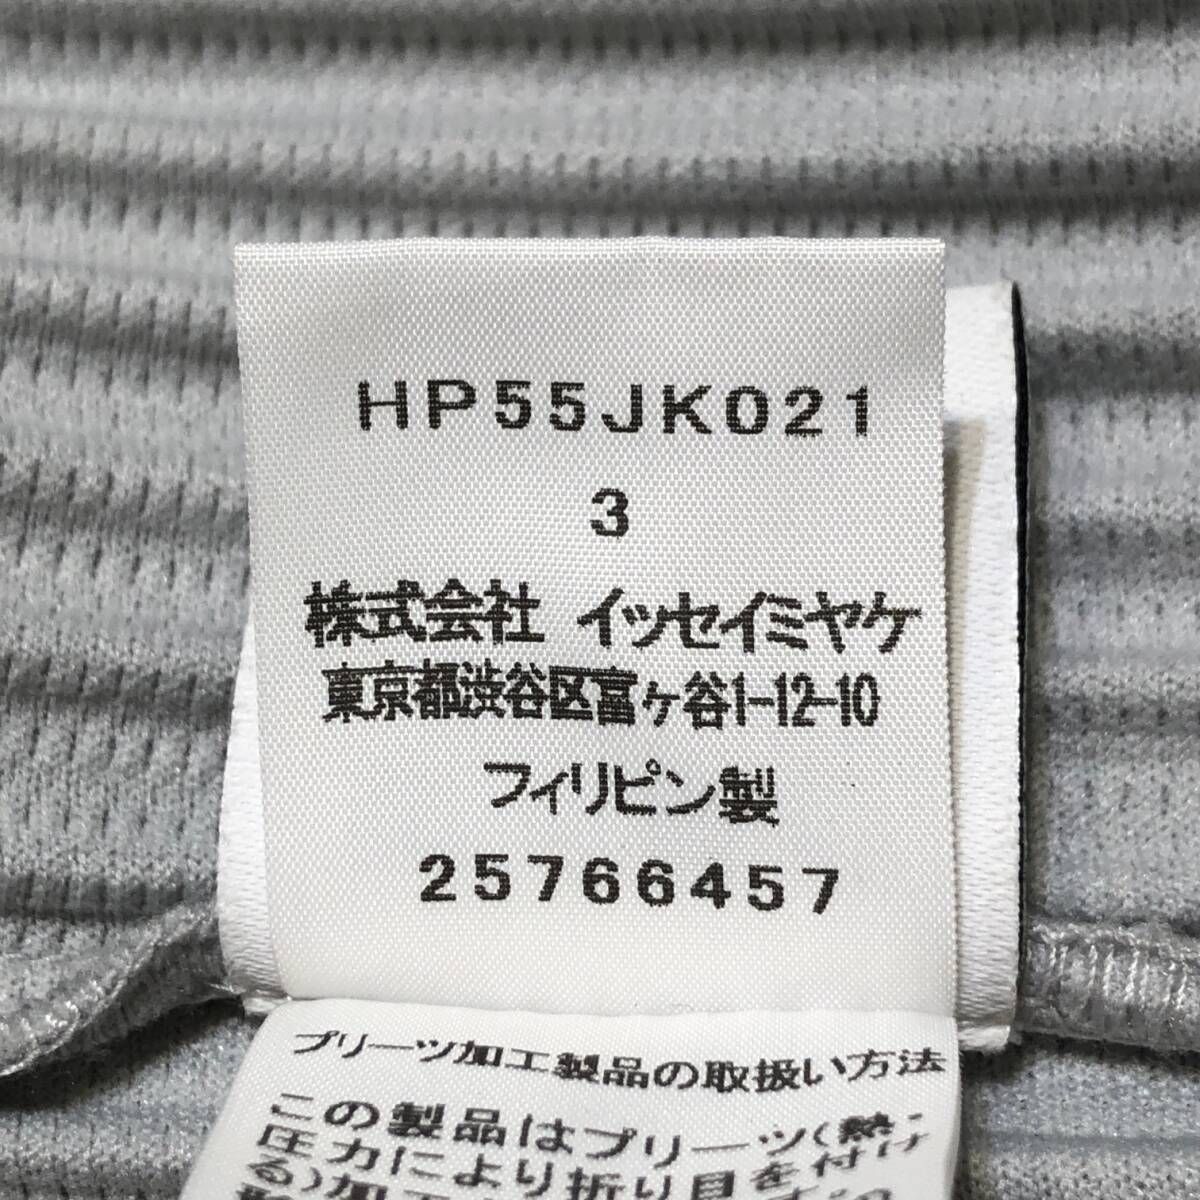 HP55JK021
3
株式会社 イッセイミヤケ
東京都渋谷区富ヶ谷1-12-10
フィリピン製
25766457
プリーツ加工製品の取扱い方法
この製品はプリーツ(熱・
圧力により折り目を付け
る)加工